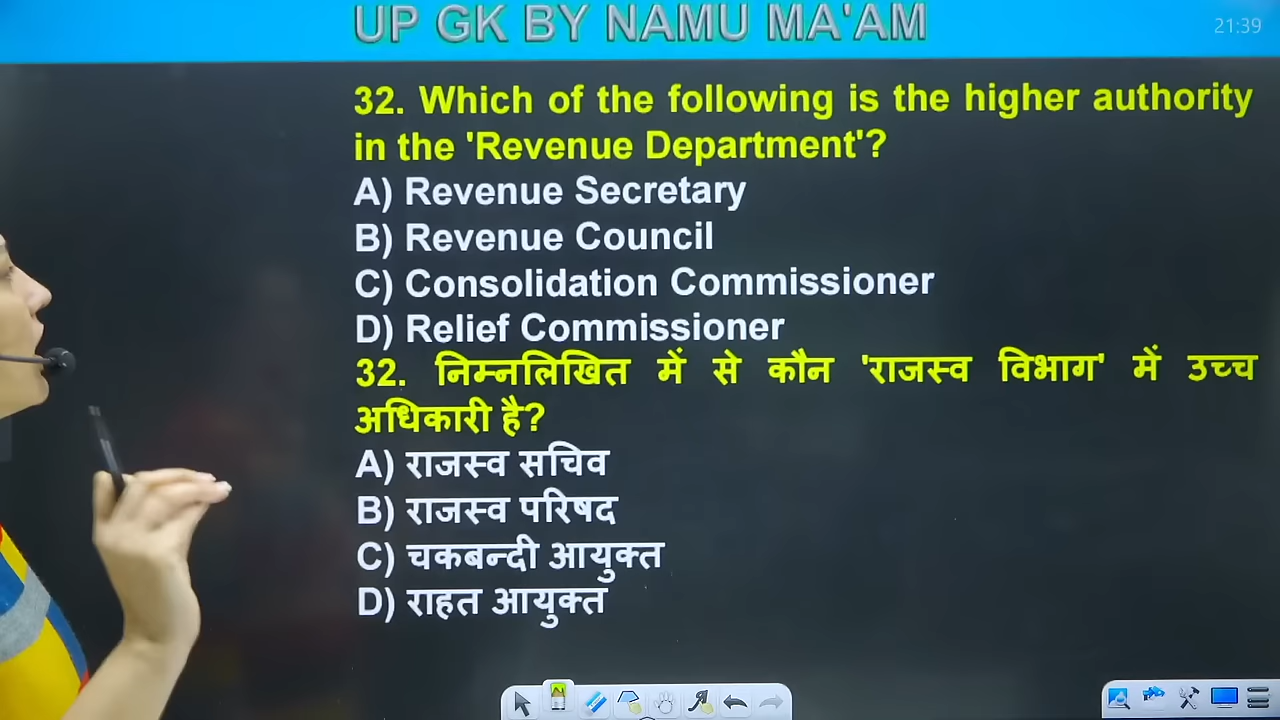 UP GK BY NAMU MA'AM
21:39
32. Which of the following is the higher authority
in the 'Revenue Department'?
A) Revenue Secretary
B) Revenue Council
C) Consolidation Commissioner
D) Relief Commissioner
32. निम्नलिखित में से कौन 'राजस्व विभाग' में उच्च
अधिकारी है?
A) राजस्व सचिव
B) राजस्व परिषद
C) चकबन्दी आयुक्त
D) राहत आयुक्त